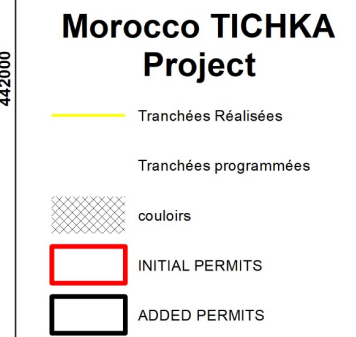 Morocco TICHKA
Project
442000
Tranchées Réalisées
Tranchées programmées
couloirs
INITIAL PERMITS
ADDED PERMITS